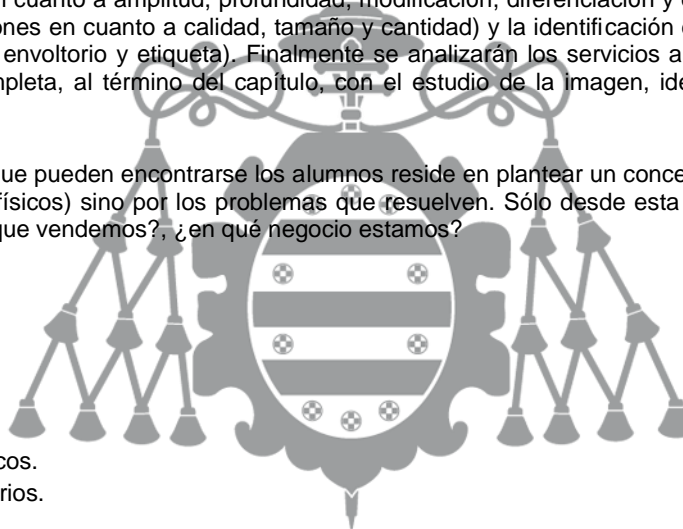 n cuanto a amplitud, profundidad, modificación, diferenciación y
ones en cuanto a calidad, tamaño y cantidad) y la identificación
envoltorio y etiqueta). Finalmente se analizarán los servicios a
mpleta, al término del capítulo, con el estudio de la imagen, ide
ue pueden encontrarse los alumnos reside en plantear un conce
físicos) sino por los problemas que resuelven. Sólo desde esta
que vendemos?, ¿en qué negocio estamos?
cos.
rios.